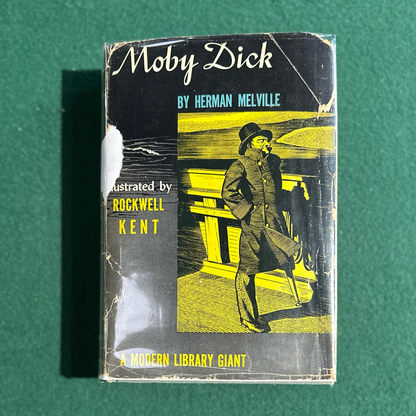 Moby Dick
BY HERMAN MELVILLE
ustrated by
ROCKWELL
KENT
A MODERN LIBRARY GIANT